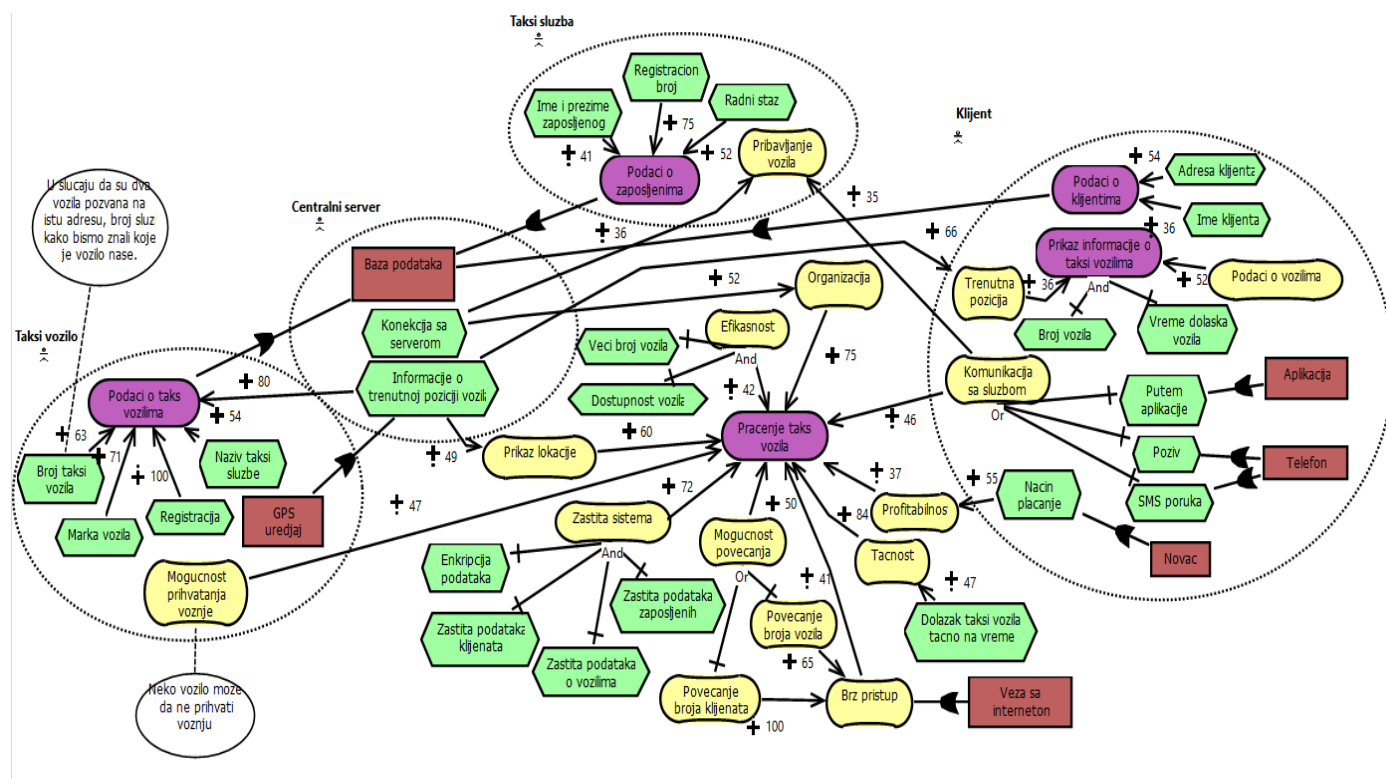 Taksi sluzba
Registracion
broj
Ime i prezime
zaposljenog
Radni staz
75
41
52
Pribavljanje
vozila
Podaci o
zaposljenima
Klijent
54
Adresa klijenta
Podaci o
klijentima
Ime klijenta
36
Prikaz informacije o
taksi vozilima
Podaci o vozilima
52
And
Trenutna
pozicija
36
Broj vozila
Vreme dolaska
vozila
35
66
36
52
U slucaju da su dva
vozila pozvana na
istu adresu, broj sluz
kako bismo znali koje
je vozilo nase.
Centralni server
Baza podataka
Konekcija sa
serverom
Informacije o
trenutnoj poziciji vozila
Organizacija
75
Efikasnost
And
Veci broj vozila
Dostupnost vozila
42
Komunikacija
sa sluzbom
Or
46
Putem
aplikacije
Aplikacija
Poziv
SMS poruka
Telefon
Taksi vozilo
80
Podaci o taks
vozilima
54
63
71
100
Broj taksi
vozila
Naziv taksi
sluzbe
Marka vozila
Registracija
GPS
uredjaj
49
Prikaz lokacije
60
Pracenje taks
vozila
47
Mogucnost
prihvatanja
voznje
Neko vozilo moze
da ne prihvati
voznju
72
Zastita sistema
And
Enkripcija
podataka
Zastita podataka
klijenata
Zastita podataka
o vozilima
Zastita podataka
zaposljenih
50
Mogucnost
povecanja
Or
Povecanje
broja vozila
65
Povecanje
broja klijenata
100
41
Brz pristup
Veza sa
interneton
84
Tacnost
47
Dolazak taksi vozila
tacno na vreme
37
Profitabilnos
55
Nacin
placanje
Novac